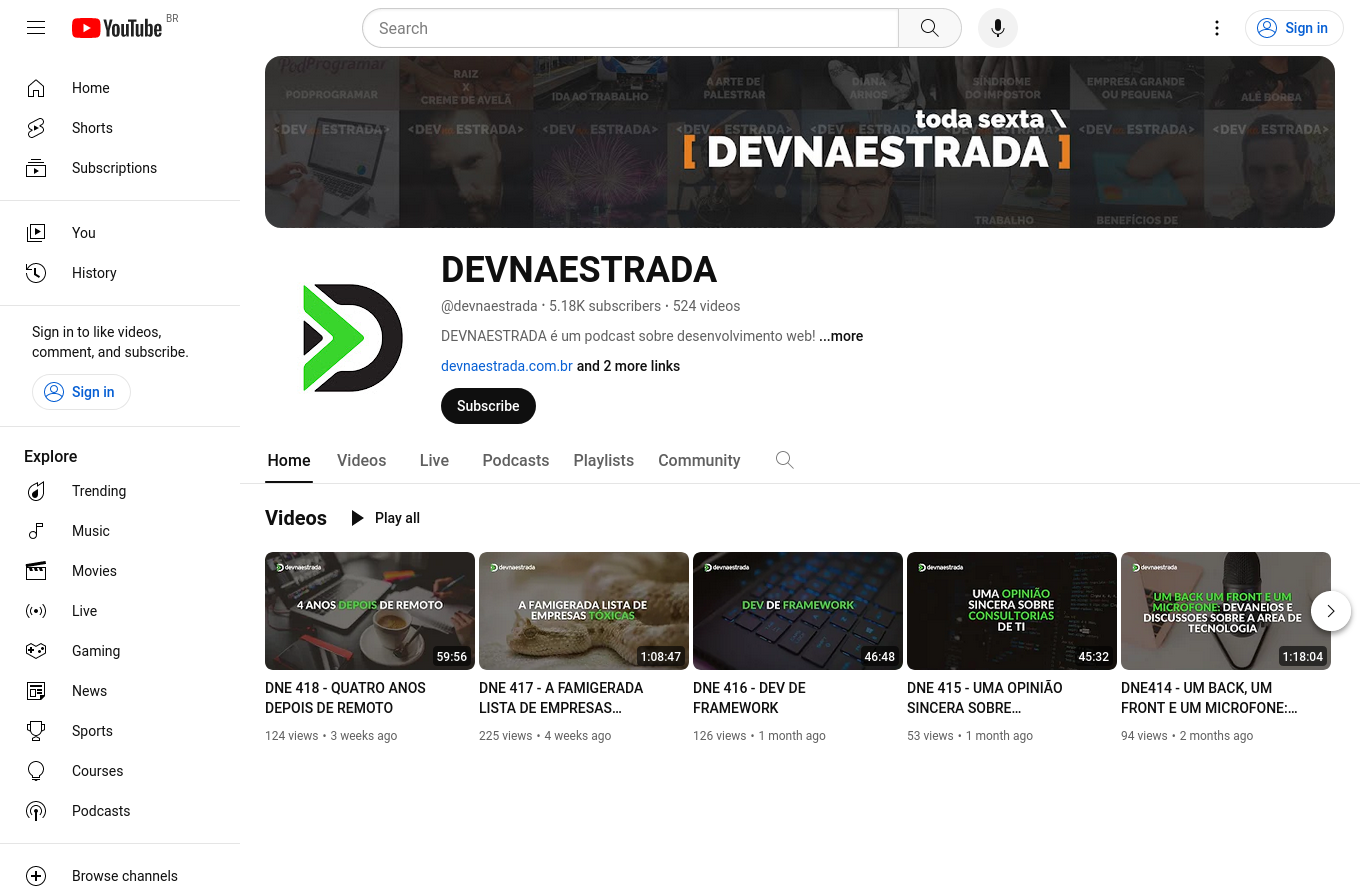 YouTube BR
Search
Sign in
Home
Shorts
Subscriptions
You
History
Sign in to like videos,
comment, and subscribe.
Sign in
Explore
Trending
Music
Movies
Live
Gaming
News
Sports
Courses
Podcasts
Browse channels
PodProgramar
PODPROGRAMAR
RAIZ
X
CREME DE AVELÃ
IDA AO TRABALHO
A ARTE DE
PALESTRAR
DIANA
ARNOS
SÍNDROME
DO IMPOSTOR
EMPRESA GRANDE
OU PEQUENA
ALÊ BORBA
toda sexta \
[ DEVNAESTRADA ]
TRABALHO
BENEFÍCIOS DE
DEVNAESTRADA
@devnaestrada · 5.18K subscribers · 524 videos
DEVNAESTRADA é um podcast sobre desenvolvimento web! ...more
devnaestrada.com.br and 2 more links
Subscribe
Home Videos Live Podcasts Playlists Community
Videos Play all
devnaestrada
4 ANOS DEPOIS DE REMOTO
59:56
DNE 418 - QUATRO ANOS
DEPOIS DE REMOTO
124 views • 3 weeks ago
devnaestrada
A FAMIGERADA LISTA DE
EMPRESAS TÓXICAS
1:08:47
DNE 417 - A FAMIGERADA
LISTA DE EMPRESAS…
225 views • 4 weeks ago
devnaestrada
DEV DE FRAMEWORK
46:48
DNE 416 - DEV DE
FRAMEWORK
126 views • 1 month ago
devnaestrada
UMA OPINIÃO
SINCERA SOBRE
CONSULTORIAS
DE TI
45:32
DNE 415 - UMA OPINIÃO
SINCERA SOBRE…
53 views • 1 month ago
devnaestrada
UM BACK UM FRONT E UM
MICROFONE: DEVANEIOS E
DISCUSSÕES SOBRE A AREA DE
TECNOLOGIA
1:18:04
DNE414 - UM BACK, UM
FRONT E UM MICROFONE:…
94 views • 2 months ago